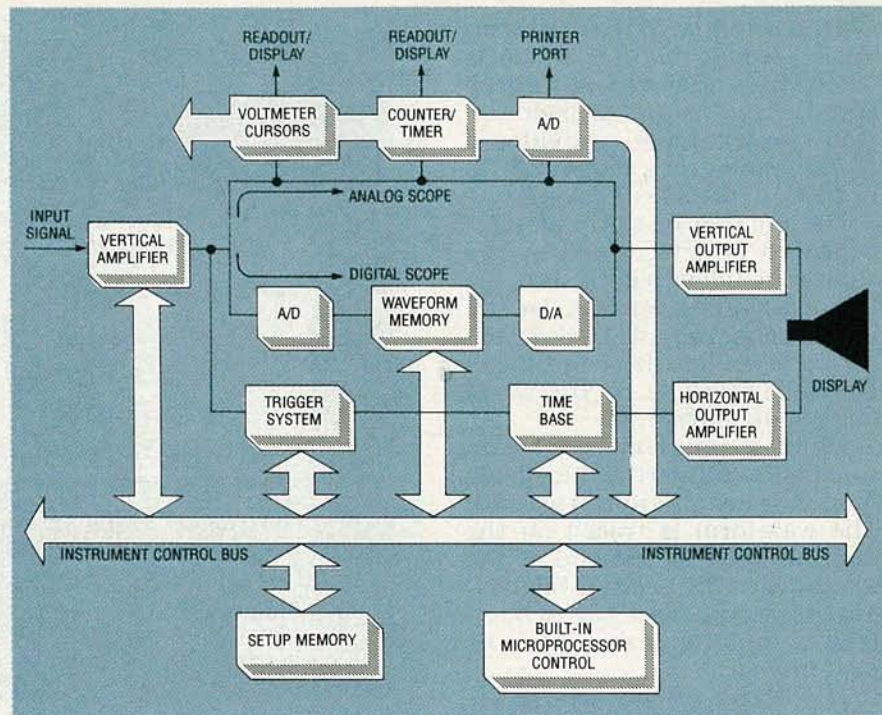 READOUT/
DISPLAY
READOUT/
DISPLAY
PRINTER
PORT
VOLTMETER
CURSORS
COUNTER/
TIMER
A/D
ANALOG SCOPE
INPUT
SIGNAL
VERTICAL
AMPLIFIER
VERTICAL
OUTPUT
AMPLIFIER
DIGITAL SCOPE
A/D
WAVEFORM
MEMORY
D/A
DISPLAY
TRIGGER
SYSTEM
TIME
BASE
HORIZONTAL
OUTPUT
AMPLIFIER
INSTRUMENT CONTROL BUS
INSTRUMENT CONTROL BUS
SETUP MEMORY
BUILT-IN
MICROPROCESSOR
CONTROL